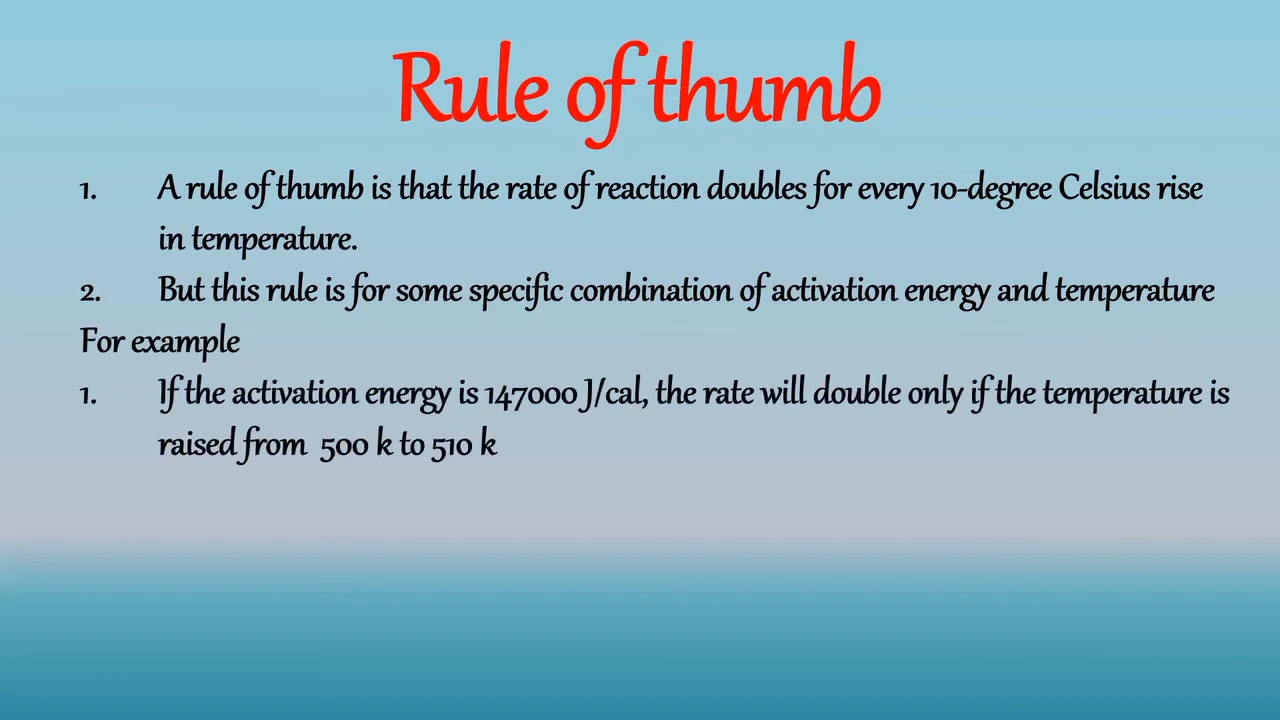 Rule of thumb
1. A rule of thumb is that the rate of reaction doubles for every 10-degree Celsius rise
in temperature.
2. But this rule is for some specific combination of activation energy and temperature
For example
1. If the activation energy is 147000 J/cal, the rate will double only if the temperature is
raised from 500 k to 510 k